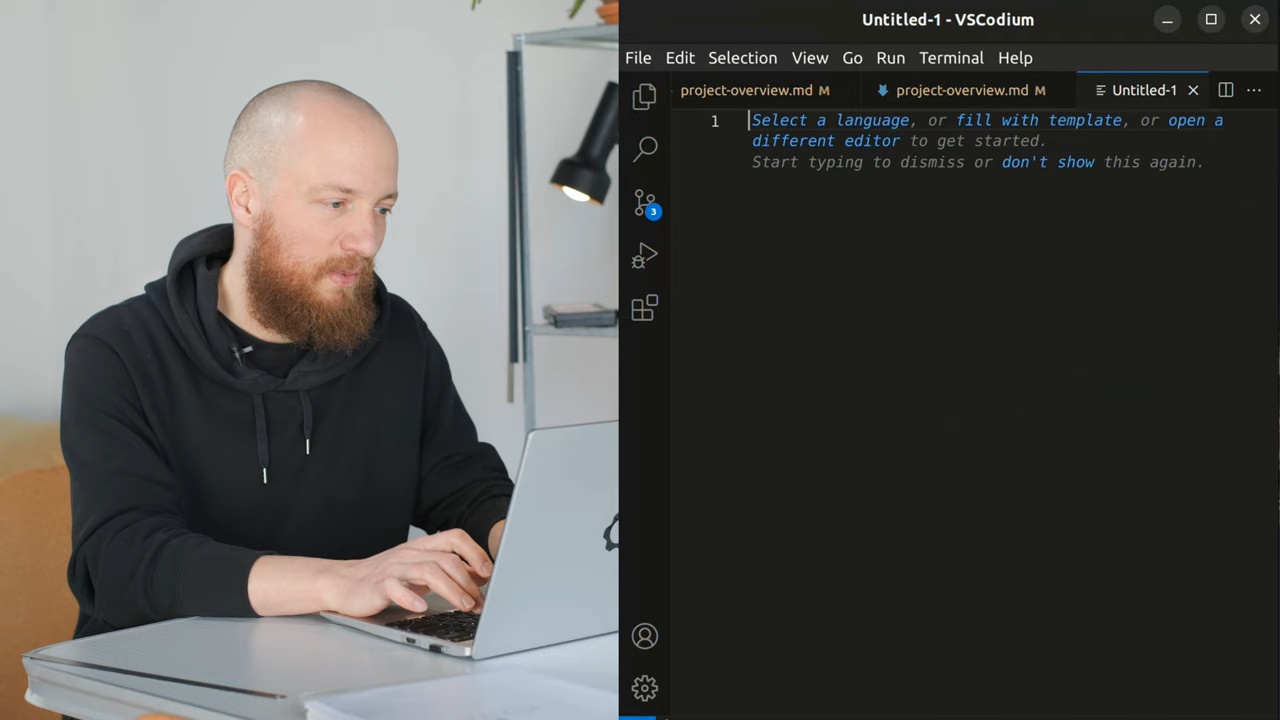 Untitled-1 - VSCodium
File Edit Selection View Go Run Terminal Help
project-overview.md M project-overview.md M Untitled-1
1 Select a language, or fill with template, or open a
different editor to get started.
Start typing to dismiss or don't show this again.
3